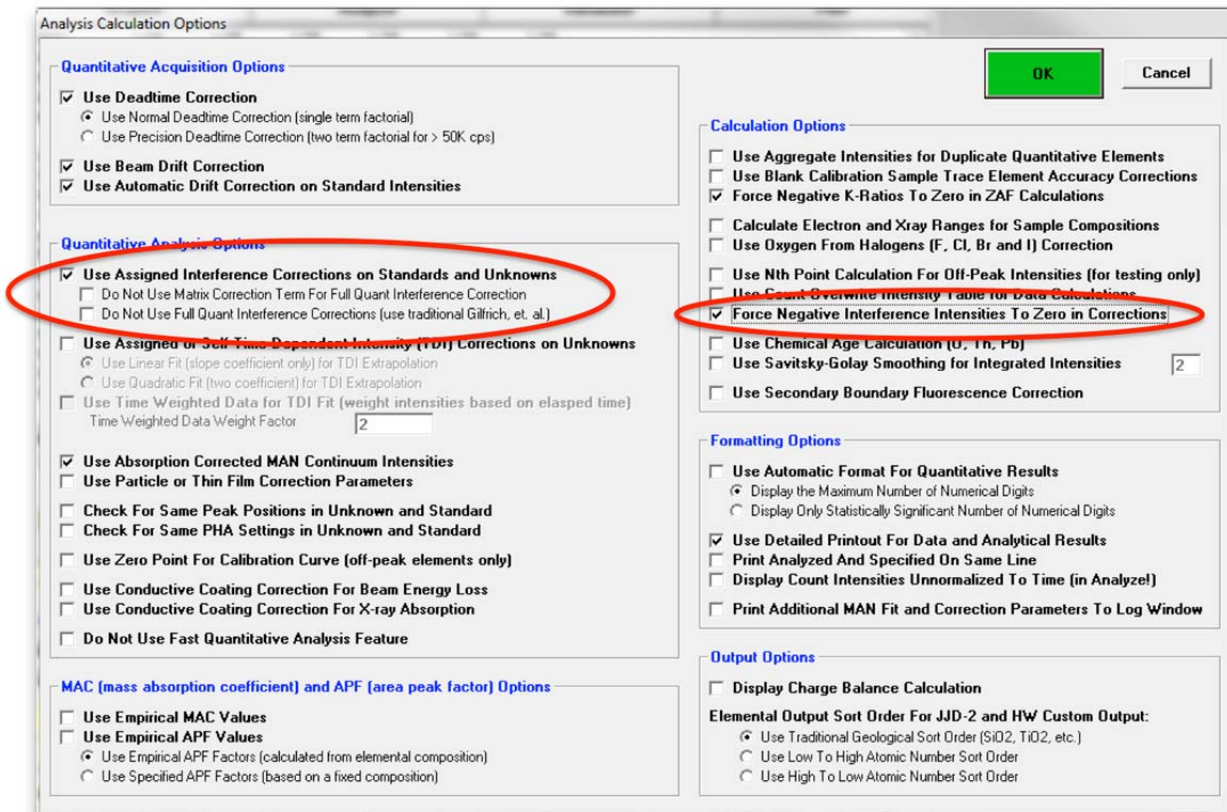 Analysis Calculation Options
Quantitative Acquisition Options
Use Deadtime Correction
Use Normal Deadtime Correction (single term factorial)
Use Precision Deadtime Correction (two term factorial for > 50K cps)
Use Beam Drift Correction
Use Automatic Drift Correction on Standard Intensities
Quantitative Analysis Options
Use Assigned Interference Corrections on Standards and Unknowns
Do Not Use Matrix Correction Term For Full Quant Interference Correction
Do Not Use Full Quant Interference Corrections (use traditional Gilfrich, et. al.)
Use Assigned or Self Time Dependent Intensity (TDI) Corrections on Unknowns
Use Linear Fit (slope coefficient only) for TDI Extrapolation
Use Quadratic Fit (two coefficient) for TDI Extrapolation
Use Time Weighted Data for TDI Fit (weight intensities based on elasped time)
Time Weighted Data Weight Factor 2
Use Absorption Corrected MAN Continuum Intensities
Use Particle or Thin Film Correction Parameters
Check For Same Peak Positions in Unknown and Standard
Check For Same PHA Settings in Unknown and Standard
Use Zero Point For Calibration Curve (off-peak elements only)
Use Conductive Coating Correction For Beam Energy Loss
Use Conductive Coating Correction For X-ray Absorption
Do Not Use Fast Quantitative Analysis Feature
MAC (mass absorption coefficient) and APF (area peak factor) Options
Use Empirical MAC Values
Use Empirical APF Values
Use Empirical APF Factors (calculated from elemental composition)
Use Specified APF Factors (based on a fixed composition)
OK Cancel
Calculation Options
Use Aggregate Intensities for Duplicate Quantitative Elements
Use Blank Calibration Sample Trace Element Accuracy Corrections
Force Negative K-Ratios To Zero in ZAF Calculations
Calculate Electron and Xray Ranges for Sample Compositions
Use Oxygen From Halogens (F, Cl, Br and I) Correction
Use Nth Point Calculation For Off-Peak Intensities (for testing only)
Use Count Overwite Intensity Table for Data Calculations
Force Negative Interference Intensities To Zero in Corrections
Use Chemical Age Calculation (U, Th, Pb)
Use Savitsky-Golay Smoothing for Integrated Intensities 2
Use Secondary Boundary Fluorescence Correction
Formatting Options
Use Automatic Format For Quantitative Results
Display the Maximum Number of Numerical Digits
Display Only Statistically Significant Number of Numerical Digits
Use Detailed Printout For Data and Analytical Results
Print Analyzed And Specified On Same Line
Display Count Intensities Unnormalized To Time (in Analyze!)
Print Additional MAN Fit and Correction Parameters To Log Window
Output Options
Display Charge Balance Calculation
Elemental Output Sort Order For JJD-2 and HW Custom Output:
Use Traditional Geological Sort Order (SiO2, TiO2, etc.)
Use Low To High Atomic Number Sort Order
Use High To Low Atomic Number Sort Order